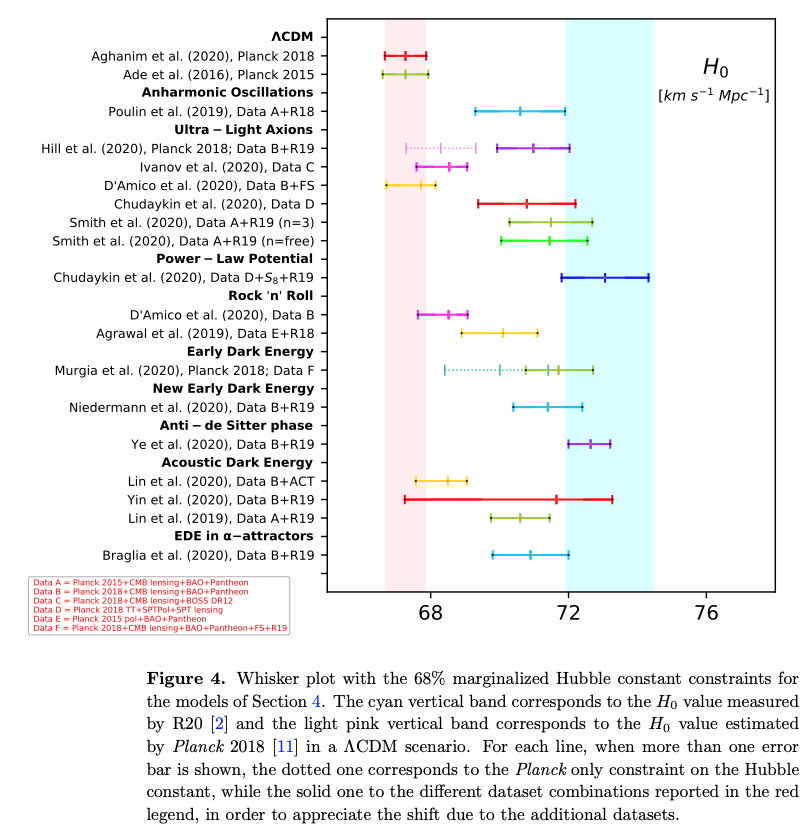 ΛCDM
Aghanim et al. (2020), Planck 2018
Ade et al. (2016), Planck 2015
Anharmonic Oscillations
Poulin et al. (2019), Data A+R18
Ultra − Light Axions
Hill et al. (2020), Planck 2018; Data B+R19
Ivanov et al. (2020), Data C
D'Amico et al. (2020), Data B+FS
Chudaykin et al. (2020), Data D
Smith et al. (2020), Data A+R19 (n=3)
Smith et al. (2020), Data A+R19 (n=free)
Power − Law Potential
Chudaykin et al. (2020), Data D+S₈+R19
Rock 'n' Roll
D'Amico et al. (2020), Data B
Agrawal et al. (2019), Data E+R18
Early Dark Energy
Murgia et al. (2020), Planck 2018; Data F
New Early Dark Energy
Niedermann et al. (2020), Data B+R19
Anti − de Sitter phase
Ye et al. (2020), Data B+R19
Acoustic Dark Energy
Lin et al. (2020), Data B+ACT
Yin et al. (2020), Data B+R19
Lin et al. (2019), Data A+R19
EDE in α−attractors
Braglia et al. (2020), Data B+R19
H₀
[km s⁻¹ Mpc⁻¹]
68 72 76
Data A = Planck 2015+CMB lensing+BAO+Pantheon
Data B = Planck 2018+CMB lensing+BAO+Pantheon
Data C = Planck 2018+CMB lensing+BOSS DR12
Data D = Planck 2018 TT+SPTPol+SPT lensing
Data E = Planck 2015 pol+BAO+Pantheon
Data F = Planck 2018+CMB lensing+BAO+Pantheon+FS+R19
Figure 4. Whisker plot with the 68% marginalized Hubble constant constraints for
the models of Section 4. The cyan vertical band corresponds to the H₀ value measured
by R20 [2] and the light pink vertical band corresponds to the H₀ value estimated
by Planck 2018 [11] in a ΛCDM scenario. For each line, when more than one error
bar is shown, the dotted one corresponds to the Planck only constraint on the Hubble
constant, while the solid one to the different dataset combinations reported in the red
legend, in order to appreciate the shift due to the additional datasets.